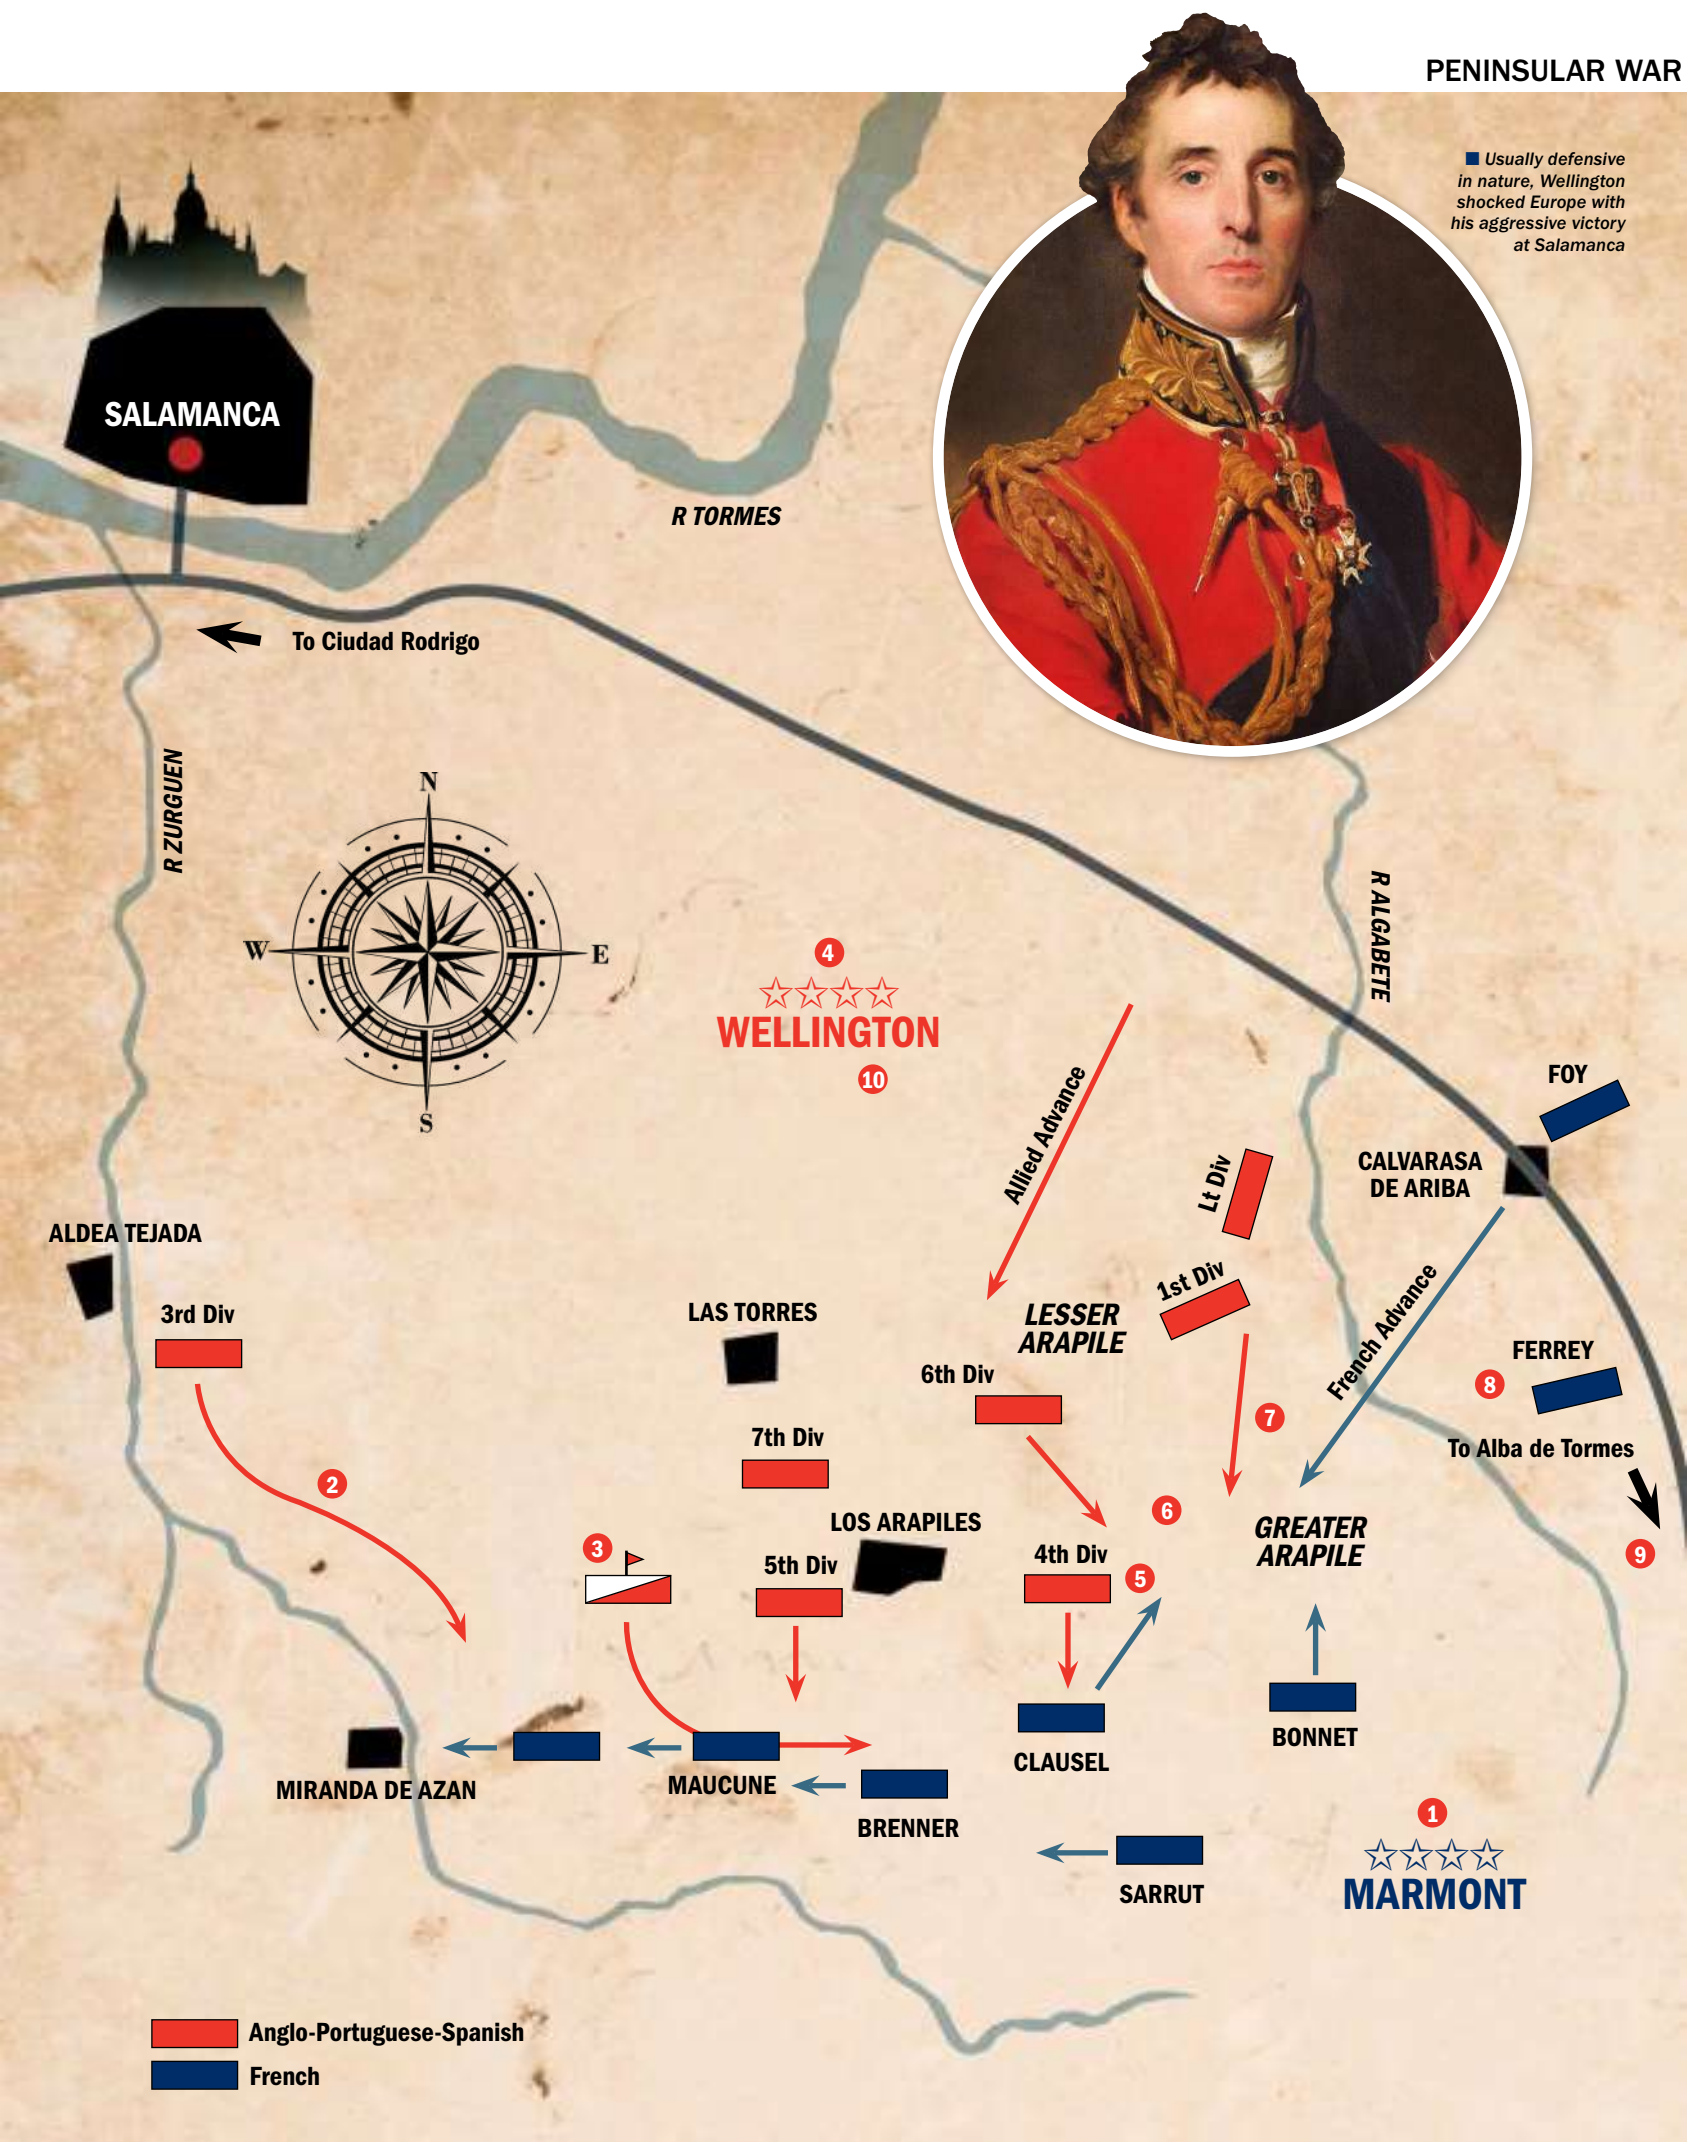 PENINSULAR WAR
Usually defensive
in nature, Wellington
shocked Europe with
his aggressive victory
at Salamanca
SALAMANCA
R TORMES
To Ciudad Rodrigo
R ZURGUEN
N
W
E
S
R ALGABETE
4
WELLINGTON
10
Allied Advance
FOY
CALVARASA
DE ARIBA
Lt Div
ALDEA TEJADA
1st Div
3rd Div
LAS TORRES
LESSER
ARAPILE
French Advance
FERREY
8
6th Div
7
7th Div
To Alba de Tormes
2
6
LOS ARAPILES
GREATER
ARAPILE
3
9
5th Div
4th Div
5
BONNET
CLAUSEL
MIRANDA DE AZAN
MAUCUNE
BRENNER
1
SARRUT
MARMONT
Anglo-Portuguese-Spanish
French